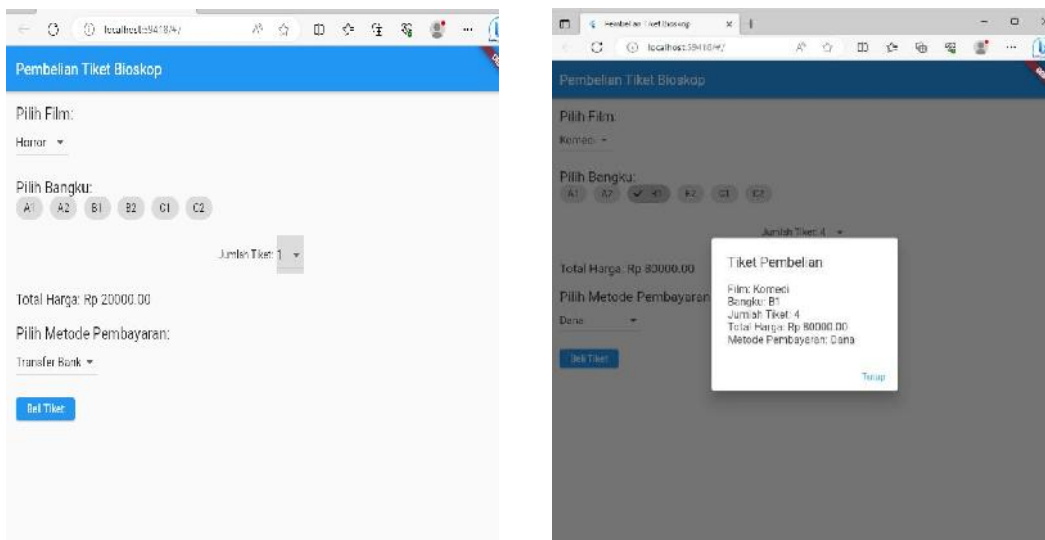 localhost:59418/#/
Pembelian Tiket Bioskop
Pilih Film:
Horror
Pilih Bangku:
A1 A2 B1 B2 C1 C2
Jumlah Tiket: 1
Total Harga: Rp 20000.00
Pilih Metode Pembayaran:
Transfer Bank
Beli Tiket
Pembelian Tiket Bioskop
localhost:59418/#/
Pembelian Tiket Bioskop
Pilih Film:
Komedi
Pilih Bangku:
A1 A2 B1 B2 C1 C2
Jumlah Tiket: 4
Total Harga: Rp 80000.00
Pilih Metode Pembayaran
Dana
Beli Tiket
Tiket Pembelian
Film: Komedi
Bangku: B1
Jumlah Tiket: 4
Total Harga: Rp 80000.00
Metode Pembayaran: Dana
Tutup